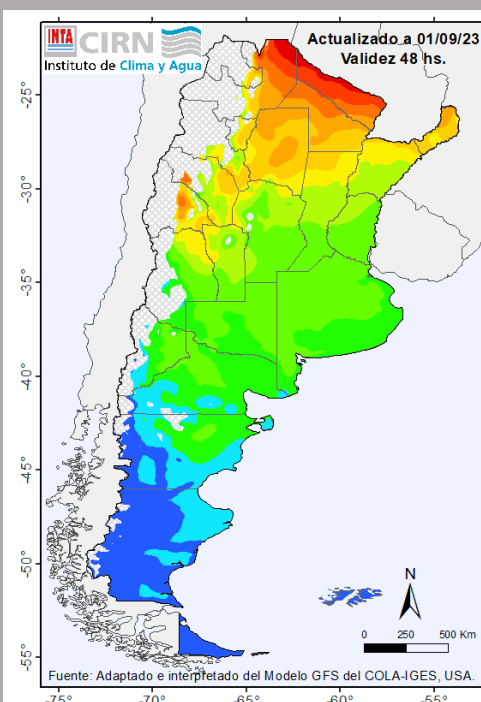 INTA CIRN
Instituto de Clima y Agua
Actualizado a 01/09/23
Validez 48 hs.
-25°
-30°
-35°
-40°
-45°
-50°
-55°
N
0 250 500 Km
Fuente: Adaptado e interpretado del Modelo GFS del COLA-IGES, USA.
-75° -70° -65° -60° -55°